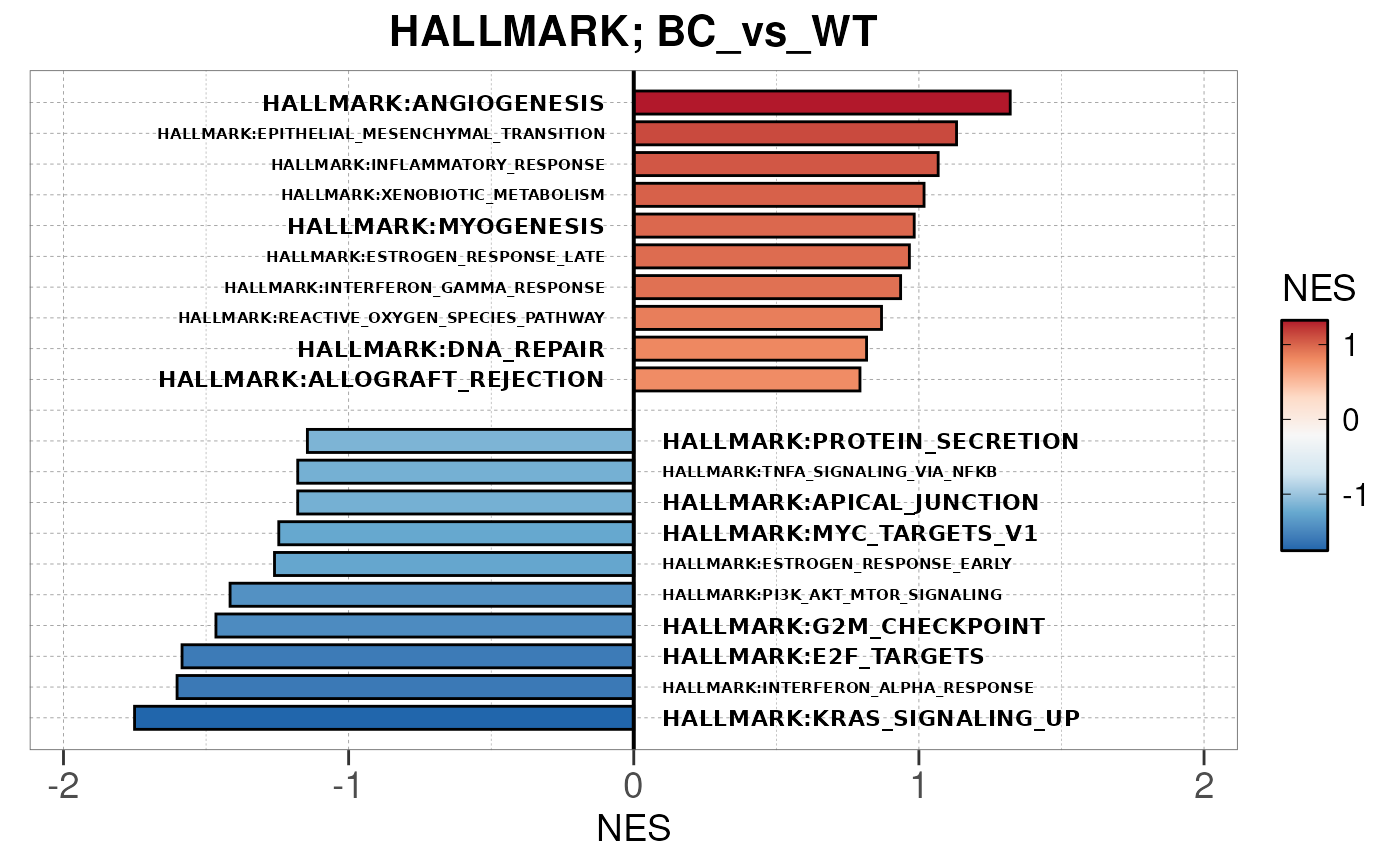 HALLMARK; BC_vs_WT
HALLMARK:ANGIOGENESIS
HALLMARK:EPITHELIAL_MESENCHYMAL_TRANSITION
HALLMARK:INFLAMMATORY_RESPONSE
HALLMARK:XENOBIOTIC_METABOLISM
HALLMARK:MYOGENESIS
HALLMARK:ESTROGEN_RESPONSE_LATE
HALLMARK:INTERFERON_GAMMA_RESPONSE
HALLMARK:REACTIVE_OXYGEN_SPECIES_PATHWAY
HALLMARK:DNA_REPAIR
HALLMARK:ALLOGRAFT_REJECTION
HALLMARK:PROTEIN_SECRETION
HALLMARK:TNFA_SIGNALING_VIA_NFKB
HALLMARK:APICAL_JUNCTION
HALLMARK:MYC_TARGETS_V1
HALLMARK:ESTROGEN_RESPONSE_EARLY
HALLMARK:PI3K_AKT_MTOR_SIGNALING
HALLMARK:G2M_CHECKPOINT
HALLMARK:E2F_TARGETS
HALLMARK:INTERFERON_ALPHA_RESPONSE
HALLMARK:KRAS_SIGNALING_UP
-2 -1 0 1 2
NES
NES
1
0
-1